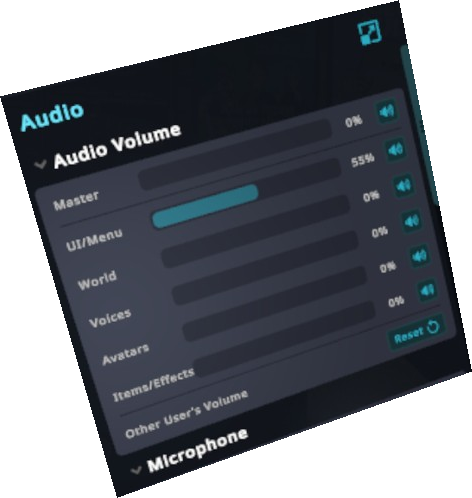 Audio
Audio Volume
Master 0%
UI/Menu 55%
World 0%
Voices 0%
Avatars 0%
Items/Effects 0%
Other User's Volume Reset
Microphone